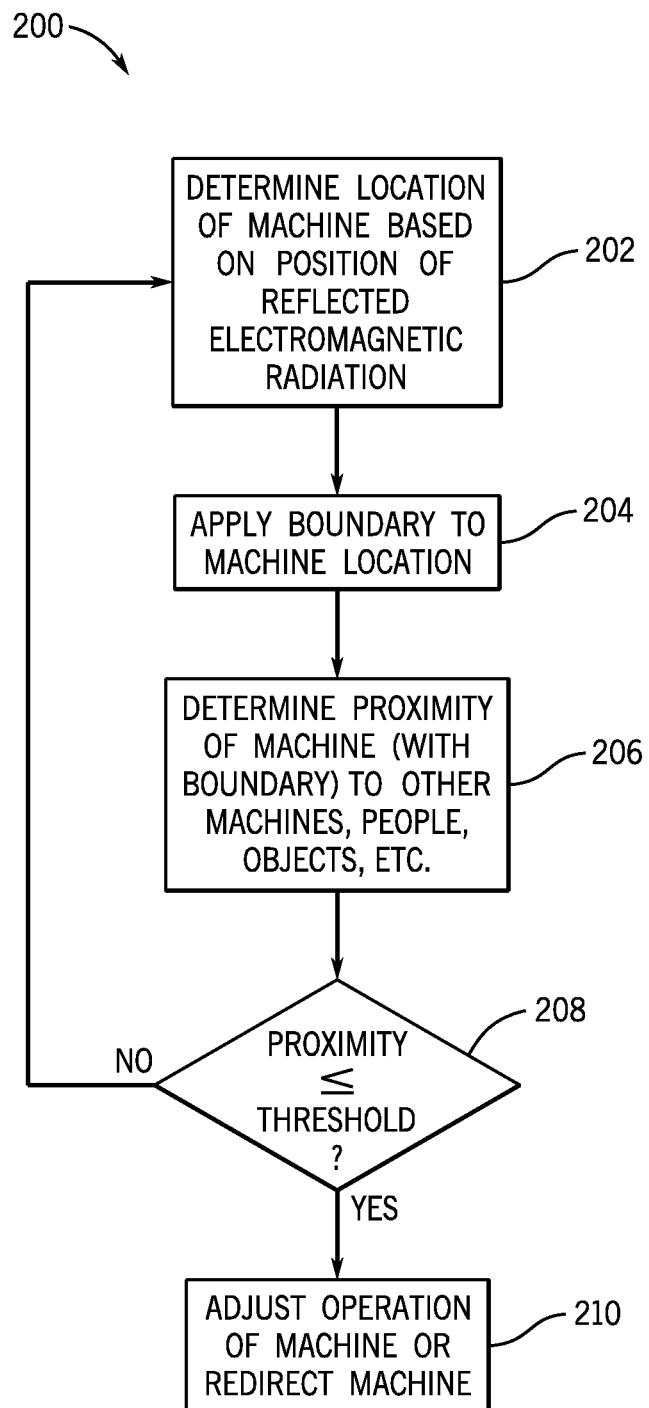 200
DETERMINE LOCATION
OF MACHINE BASED
ON POSITION OF
REFLECTED
ELECTROMAGNETIC
RADIATION
202
APPLY BOUNDARY TO
MACHINE LOCATION
204
DETERMINE PROXIMITY
OF MACHINE (WITH
BOUNDARY) TO OTHER
MACHINES, PEOPLE,
OBJECTS, ETC.
206
PROXIMITY
≤
THRESHOLD
?
208
NO
YES
ADJUST OPERATION
OF MACHINE OR
REDIRECT MACHINE
210